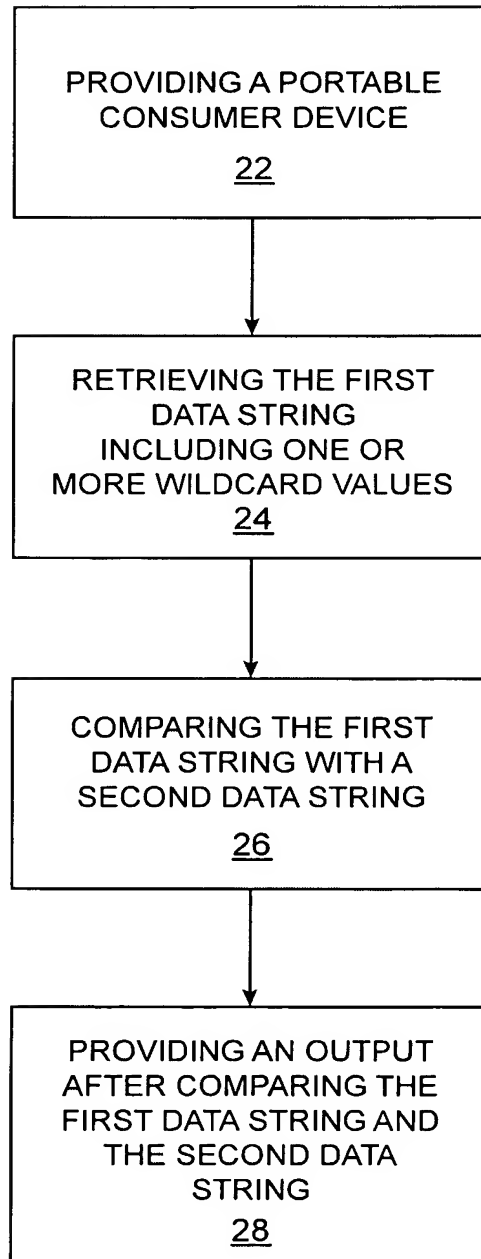 PROVIDING A PORTABLE
CONSUMER DEVICE
22
RETRIEVING THE FIRST
DATA STRING
INCLUDING ONE OR
MORE WILDCARD VALUES
24
COMPARING THE FIRST
DATA STRING WITH A
SECOND DATA STRING
26
PROVIDING AN OUTPUT
AFTER COMPARING THE
FIRST DATA STRING AND
THE SECOND DATA
STRING
28